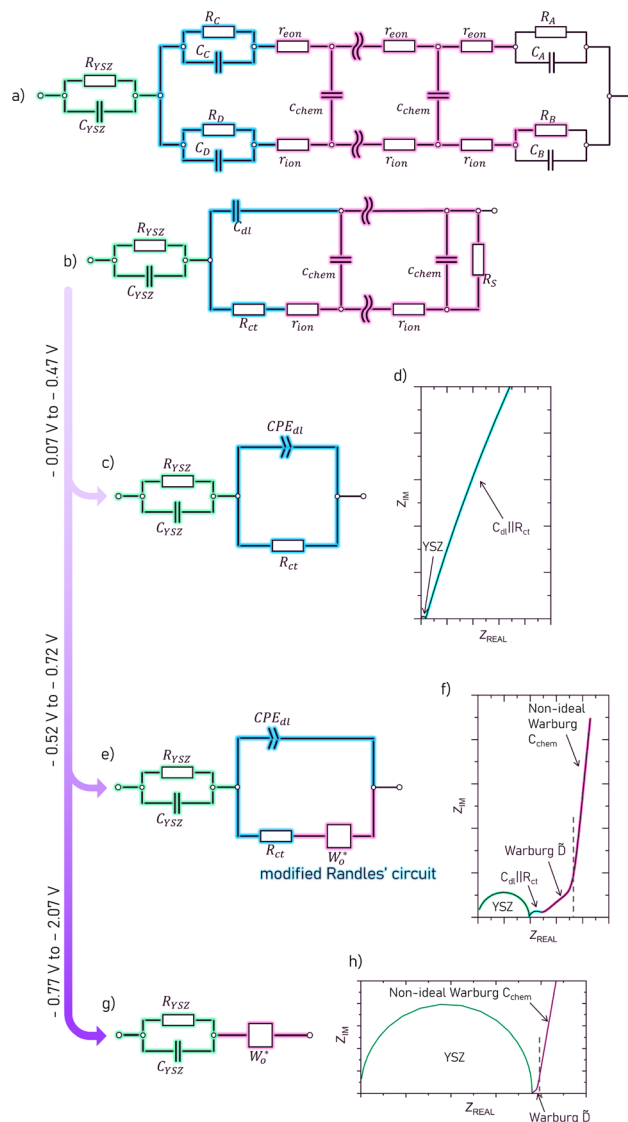 a)
R_YSZ
C_YSZ
R_C
C_C
r_eon
r_eon
r_eon
R_A
C_A
c_chem
c_chem
R_D
C_D
r_ion
r_ion
r_ion
R_B
C_B
b)
R_YSZ
C_YSZ
C_dl
c_chem
c_chem
R_S
R_ct
r_ion
r_ion
- 0.07 V to - 0.47 V
c)
R_YSZ
C_YSZ
CPE_dl
R_ct
d)
Z_IM
YSZ
C_dl||R_ct
Z_REAL
- 0.52 V to - 0.72 V
e)
R_YSZ
C_YSZ
CPE_dl
R_ct
W_o^*
modified Randles' circuit
f)
Z_IM
Non-ideal
Warburg
C_chem
Warburg D̃
C_dl||R_ct
YSZ
Z_REAL
- 0.77 V to - 2.07 V
g)
R_YSZ
C_YSZ
W_o^*
h)
Z_IM
Non-ideal Warburg C_chem
YSZ
Z_REAL
Warburg D̃